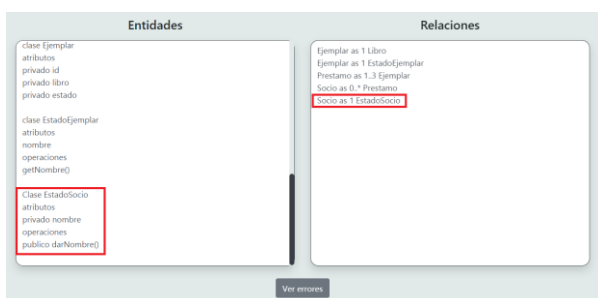 Entidades
clase Ejemplar
atributos
privado id
privado libro
privado estado
clase EstadoEjemplar
atributos
nombre
operaciones
getNombre()
Clase EstadoSocio
atributos
privado nombre
operaciones
publico darNombre()
Relaciones
Ejemplar as 1 Libro
Ejemplar as 1 EstadoEjemplar
Prestamo as 1..3 Ejemplar
Socio as 0..* Prestamo
Socio as 1 EstadoSocio
Ver errores